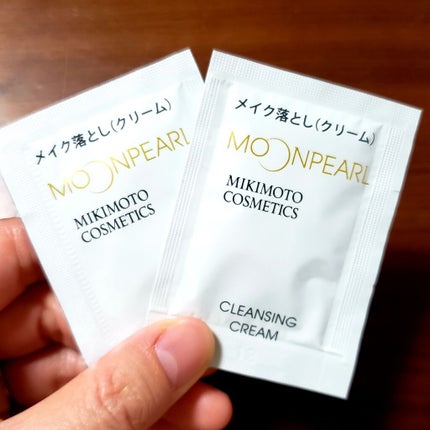 メイク落とし(クリーム)
MOONPEARL
MIKIMOTO
COSMETICS
メイク落とし(クリーム)
MOONPEARL
MIKIMOTO
COSMETICS
CLEANSING
CREAM